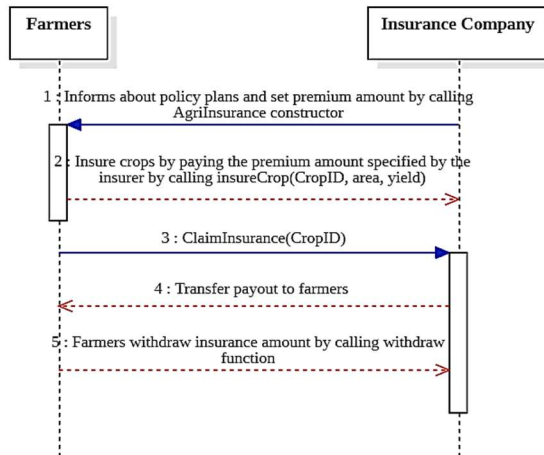 Farmers
Insurance Company
1 : Informs about policy plans and set premium amount by calling
AgriInsurance constructor
2 : Insure crops by paying the premium amount specified by the
insurer by calling insureCrop(CropID, area, yield)
3 : ClaimInsurance(CropID)
4 : Transfer payout to farmers
5 : Farmers withdraw insurance amount by calling withdraw
function